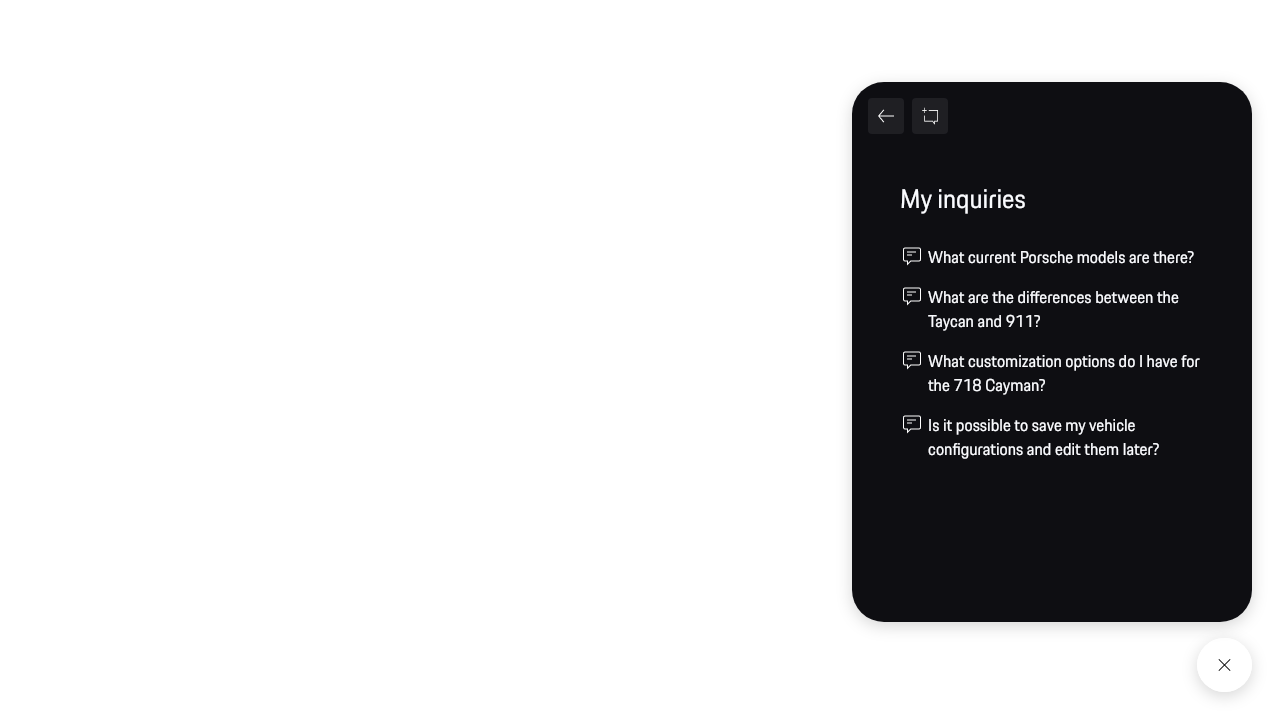 My inquiries
What current Porsche models are there?
What are the differences between the
Taycan and 911?
What customization options do I have for
the 718 Cayman?
Is it possible to save my vehicle
configurations and edit them later?